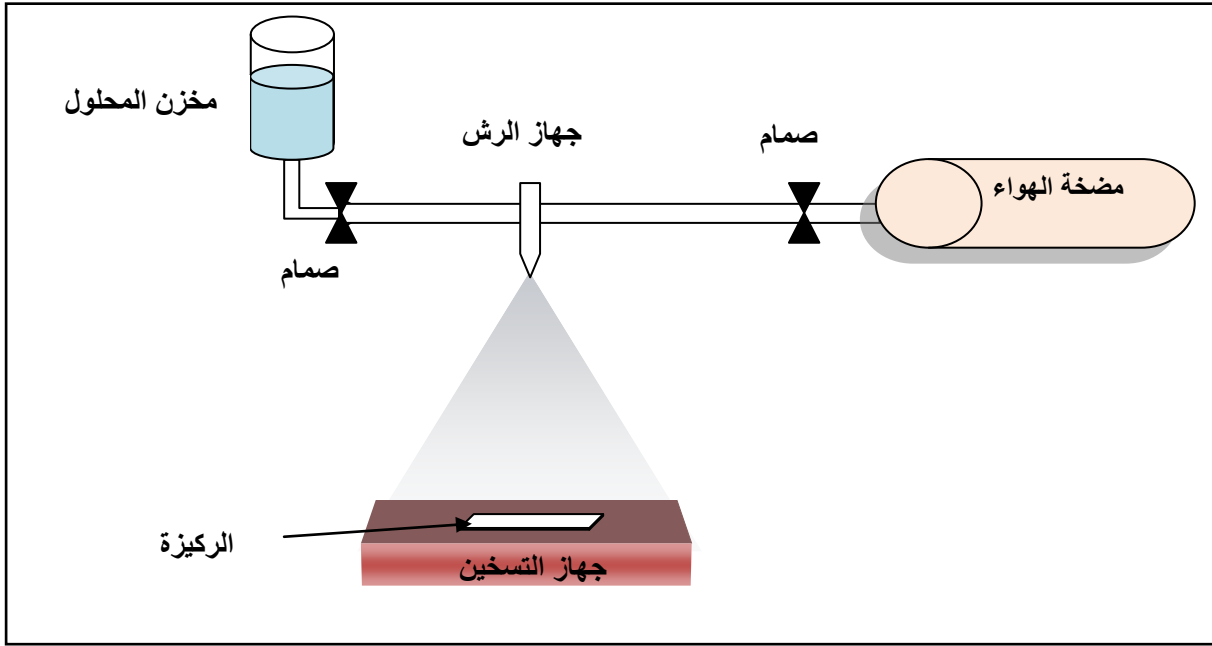 مخزن المحلول
جهاز الرش
صمام
مضخة الهواء
صمام
الركيزة
جهاز التسخين